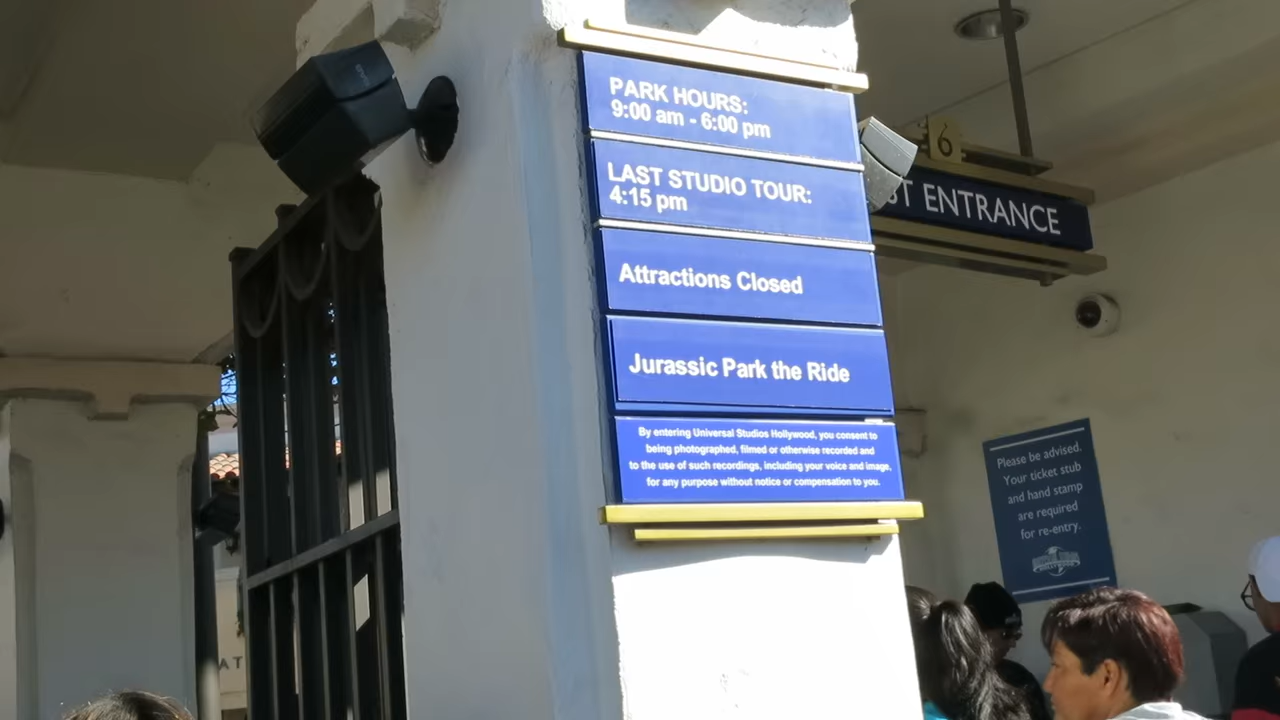 PARK HOURS:
9:00 am - 6:00 pm
LAST STUDIO TOUR:
4:15 pm
Attractions Closed
Jurassic Park the Ride
By entering Universal Studios Hollywood, you consent to
being photographed, filmed or otherwise recorded and
to the use of such recordings, including your voice and image,
for any purpose without notice or compensation to you.
6
ENTRANCE
Please be advised.
Your ticket stub
and hand stamp
are required
for re-entry.